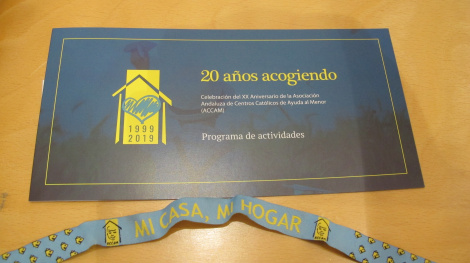 20 años acogiendo
Celebración del XX Aniversario de la Asociación
Andaluza de Centros Católicos de Ayuda al Menor
(ACCAM)
1999
2019
Programa de actividades
MI CASA, MI HOGAR